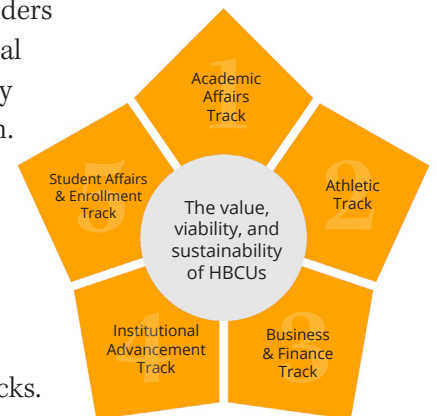 ders
al
y
n.
cks.
1
Academic
Affairs
Track
2
Athletic
Track
3
Business
& Finance
Track
4
Institutional
Advancement
Track
5
Student Affairs
& Enrollment
Track
The value,
viability, and
sustainability
of HBCUs